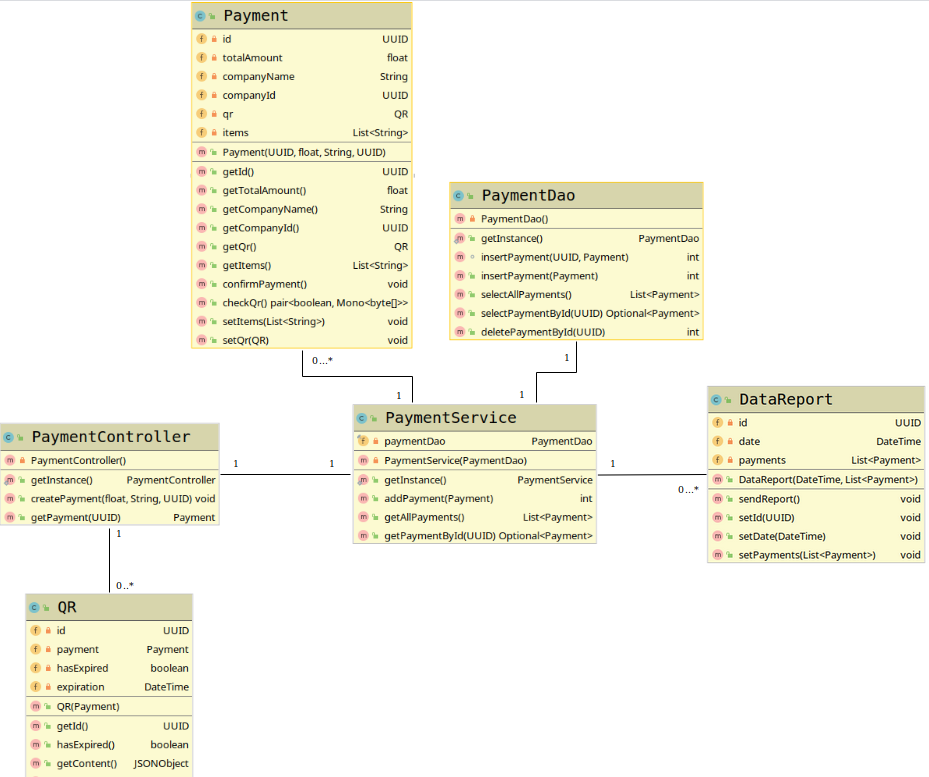 Payment
id UUID
totalAmount float
companyName String
companyId UUID
qr QR
items List<String>
Payment(UUID, float, String, UUID)
getId() UUID
getTotalAmount() float
getCompanyName() String
getCompanyId() UUID
getQr() QR
getItems() List<String>
confirmPayment() void
checkQr() pair<boolean, Mono<byte[]>>
setItems(List<String>) void
setQr(QR) void
0...*
1
PaymentDao
PaymentDao()
getInstance() PaymentDao
insertPayment(UUID, Payment) int
insertPayment(Payment) int
selectAllPayments() List<Payment>
selectPaymentById(UUID) Optional<Payment>
deletePaymentById(UUID) int
1
1
PaymentService
paymentDao PaymentDao
PaymentService(PaymentDao)
getInstance() PaymentService
addPayment(Payment) int
getAllPayments() List<Payment>
getPaymentById(UUID) Optional<Payment>
1
0...*
DataReport
id UUID
date DateTime
payments List<Payment>
DataReport(DateTime, List<Payment>)
sendReport() void
setId(UUID) void
setDate(DateTime) void
setPayments(List<Payment>) void
PaymentController
PaymentController()
getInstance() PaymentController
createPayment(float, String, UUID) void
getPayment(UUID) Payment
1
1
1
0..*
QR
id UUID
payment Payment
hasExpired boolean
expiration DateTime
QR(Payment)
getId() UUID
hasExpired() boolean
getContent() JSONObject